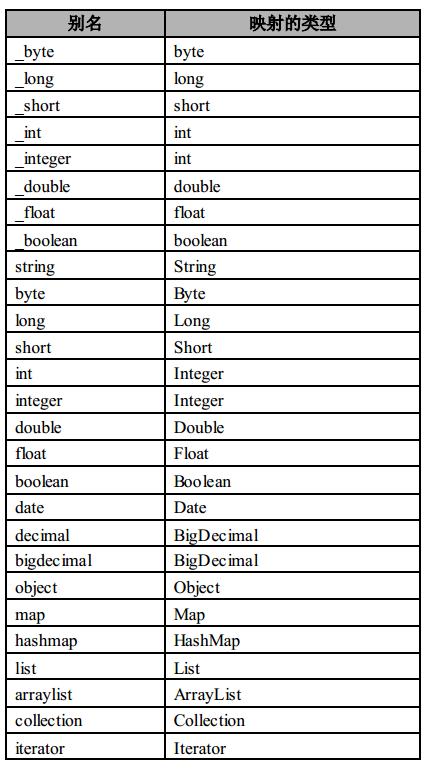 别名 映射的类型
_byte byte
_long long
_short short
_int int
_integer int
_double double
_float float
_boolean boolean
string String
byte Byte
long Long
short Short
int Integer
integer Integer
double Double
float Float
boolean Boolean
date Date
decimal BigDecimal
bigdecimal BigDecimal
object Object
map Map
hashmap HashMap
list List
arraylist ArrayList
collection Collection
iterator Iterator